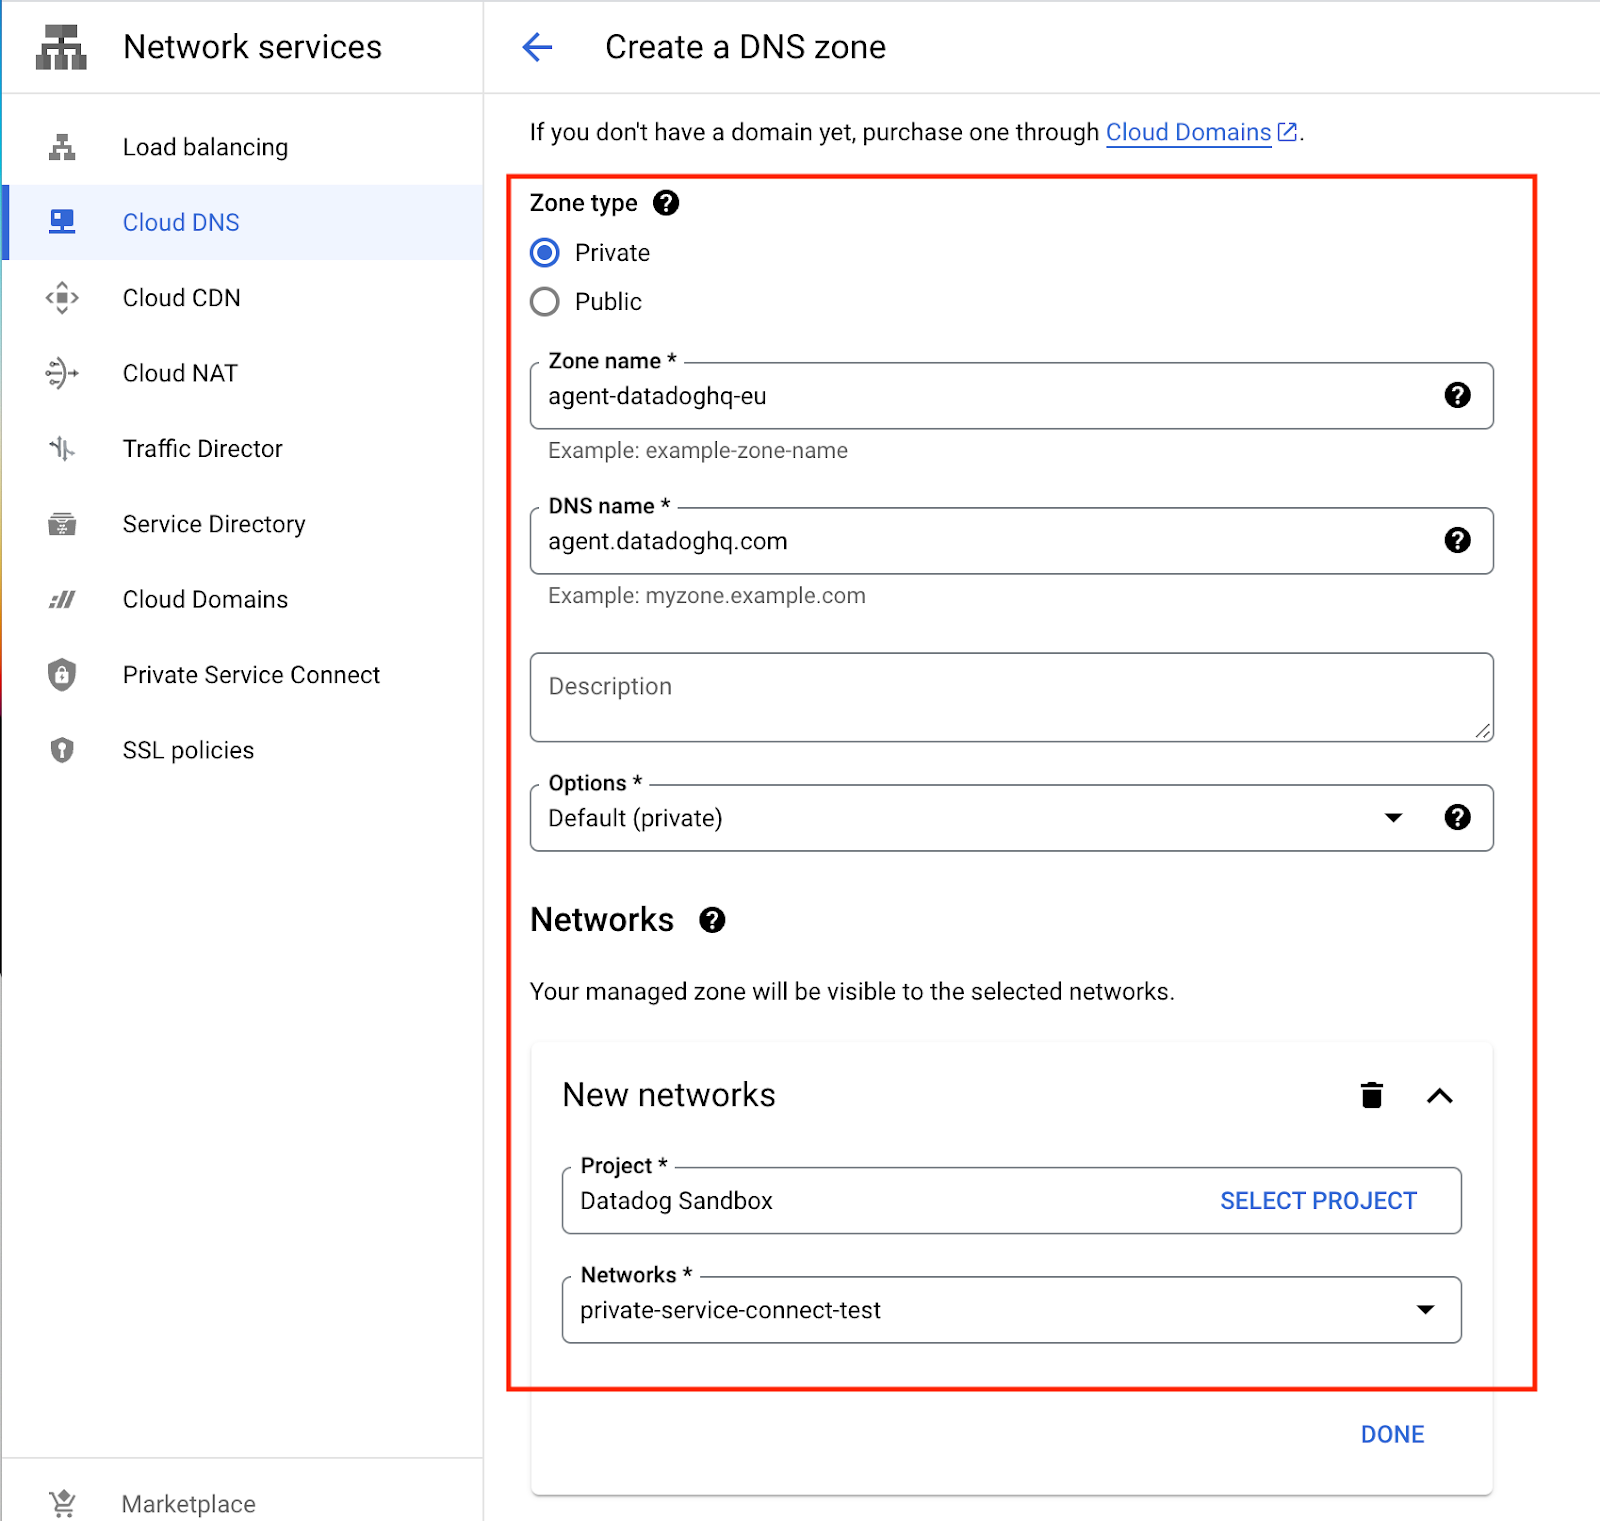 Network services
Create a DNS zone
Load balancing
Cloud DNS
Cloud CDN
Cloud NAT
Traffic Director
Service Directory
Cloud Domains
Private Service Connect
SSL policies
Marketplace
If you don't have a domain yet, purchase one through Cloud Domains.
Zone type
Private
Public
Zone name *
agent-datadoghq-eu
Example: example-zone-name
DNS name *
agent.datadoghq.com
Example: myzone.example.com
Description
Options *
Default (private)
Networks
Your managed zone will be visible to the selected networks.
New networks
Project *
Datadog Sandbox
SELECT PROJECT
Networks *
private-service-connect-test
DONE